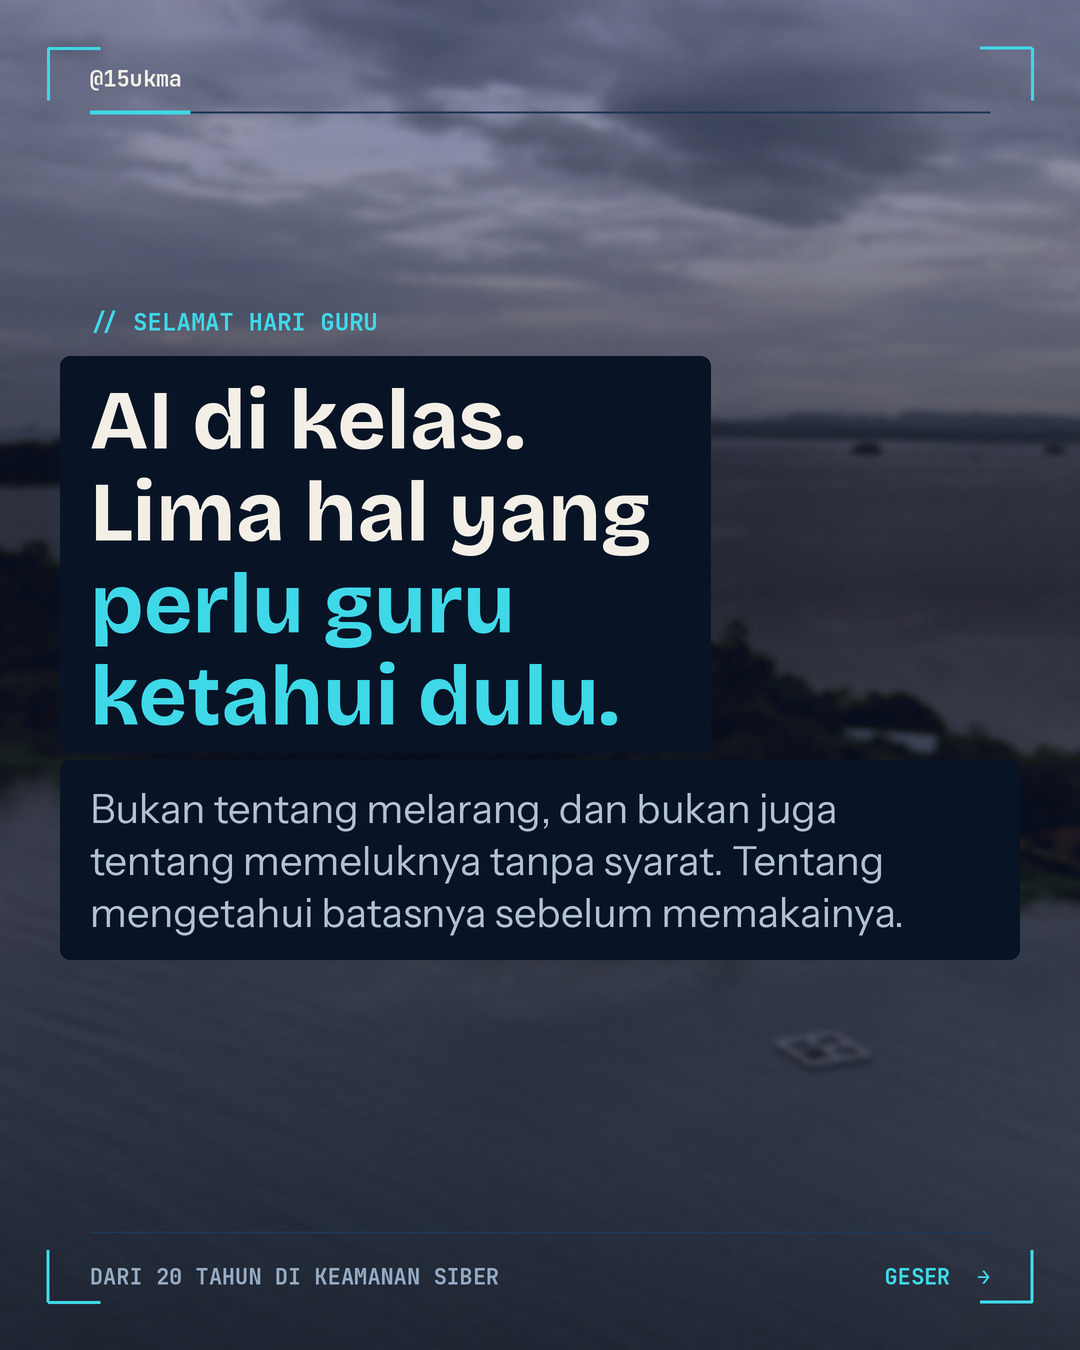 @15ukma
// SELAMAT HARI GURU
AI di kelas.
Lima hal yang
perlu guru
ketahui dulu.
Bukan tentang melarang, dan bukan juga
tentang memeluknya tanpa syarat. Tentang
mengetahui batasnya sebelum memakainya.
DARI 20 TAHUN DI KEAMANAN SIBER
GESER →